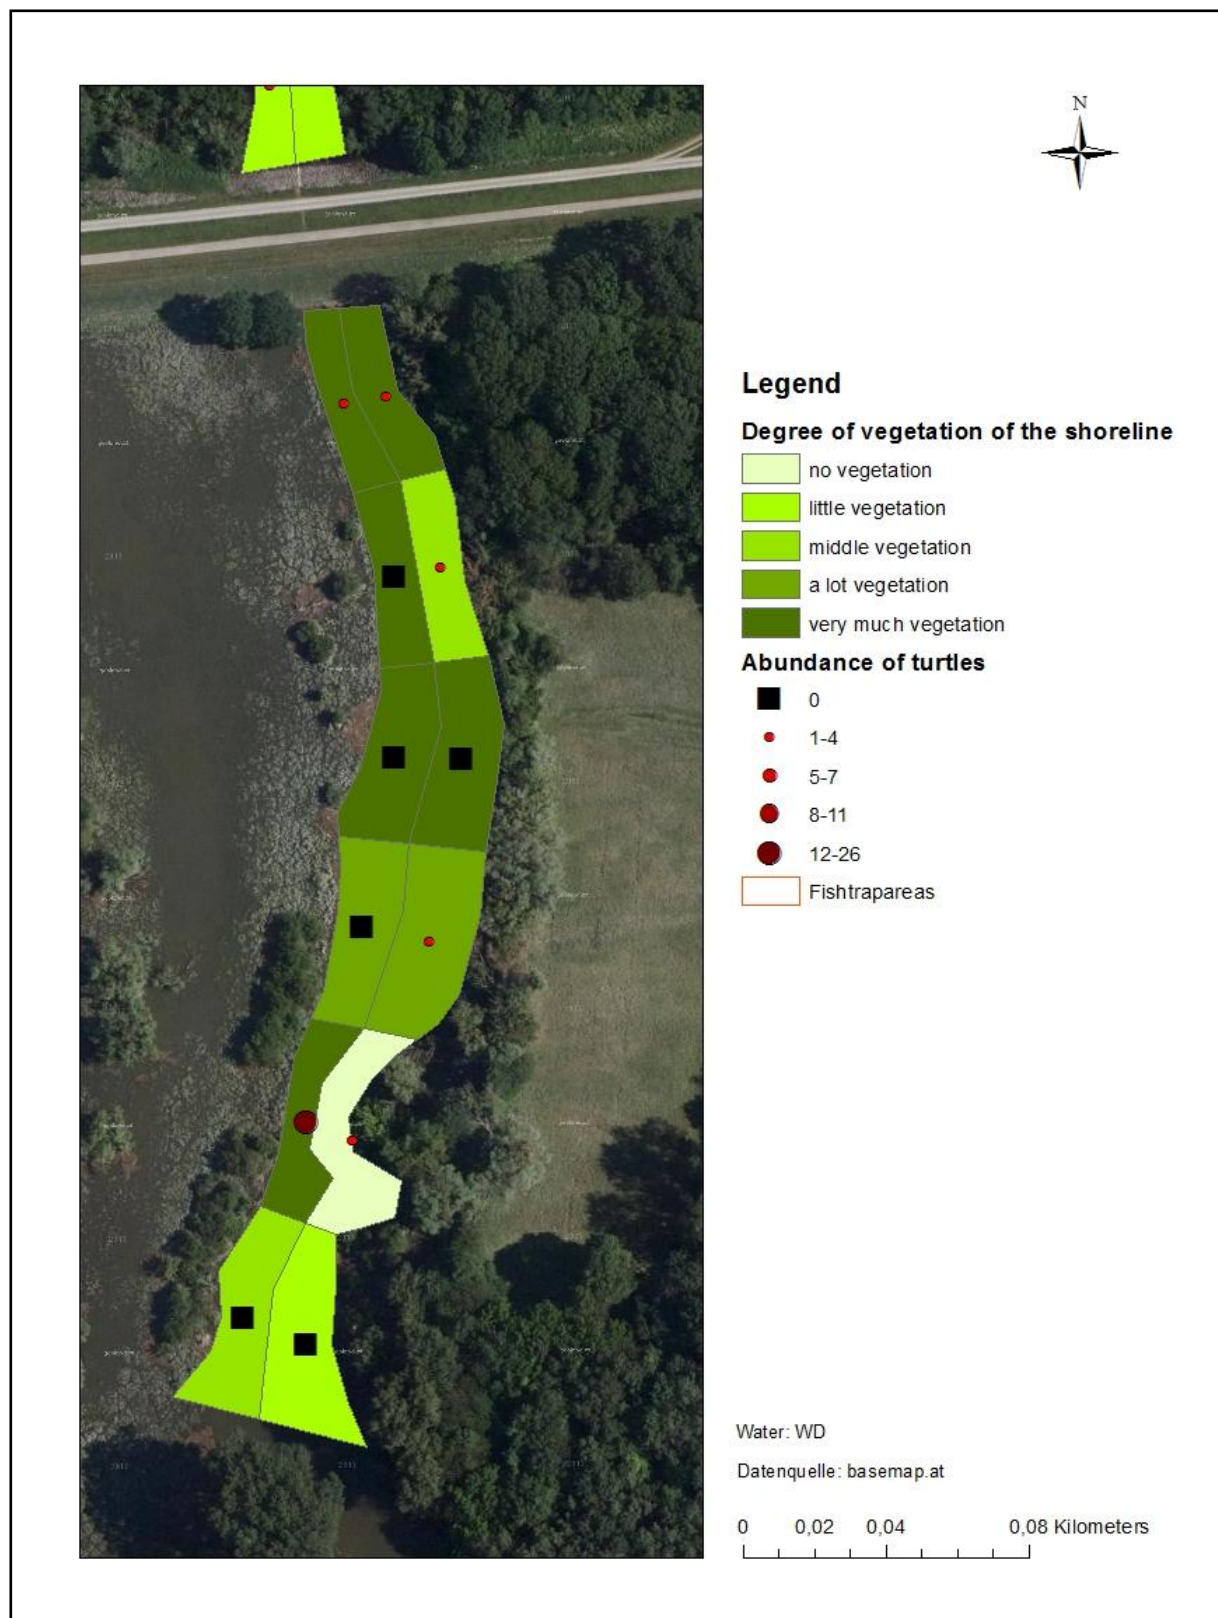 N
Legend
Degree of vegetation of the shoreline
no vegetation
little vegetation
middle vegetation
a lot vegetation
very much vegetation
Abundance of turtles
0
1-4
5-7
8-11
12-26
Fishtrapareas
Water: WD
Datenquelle: basemap.at
0 0,02 0,04 0,08 Kilometers